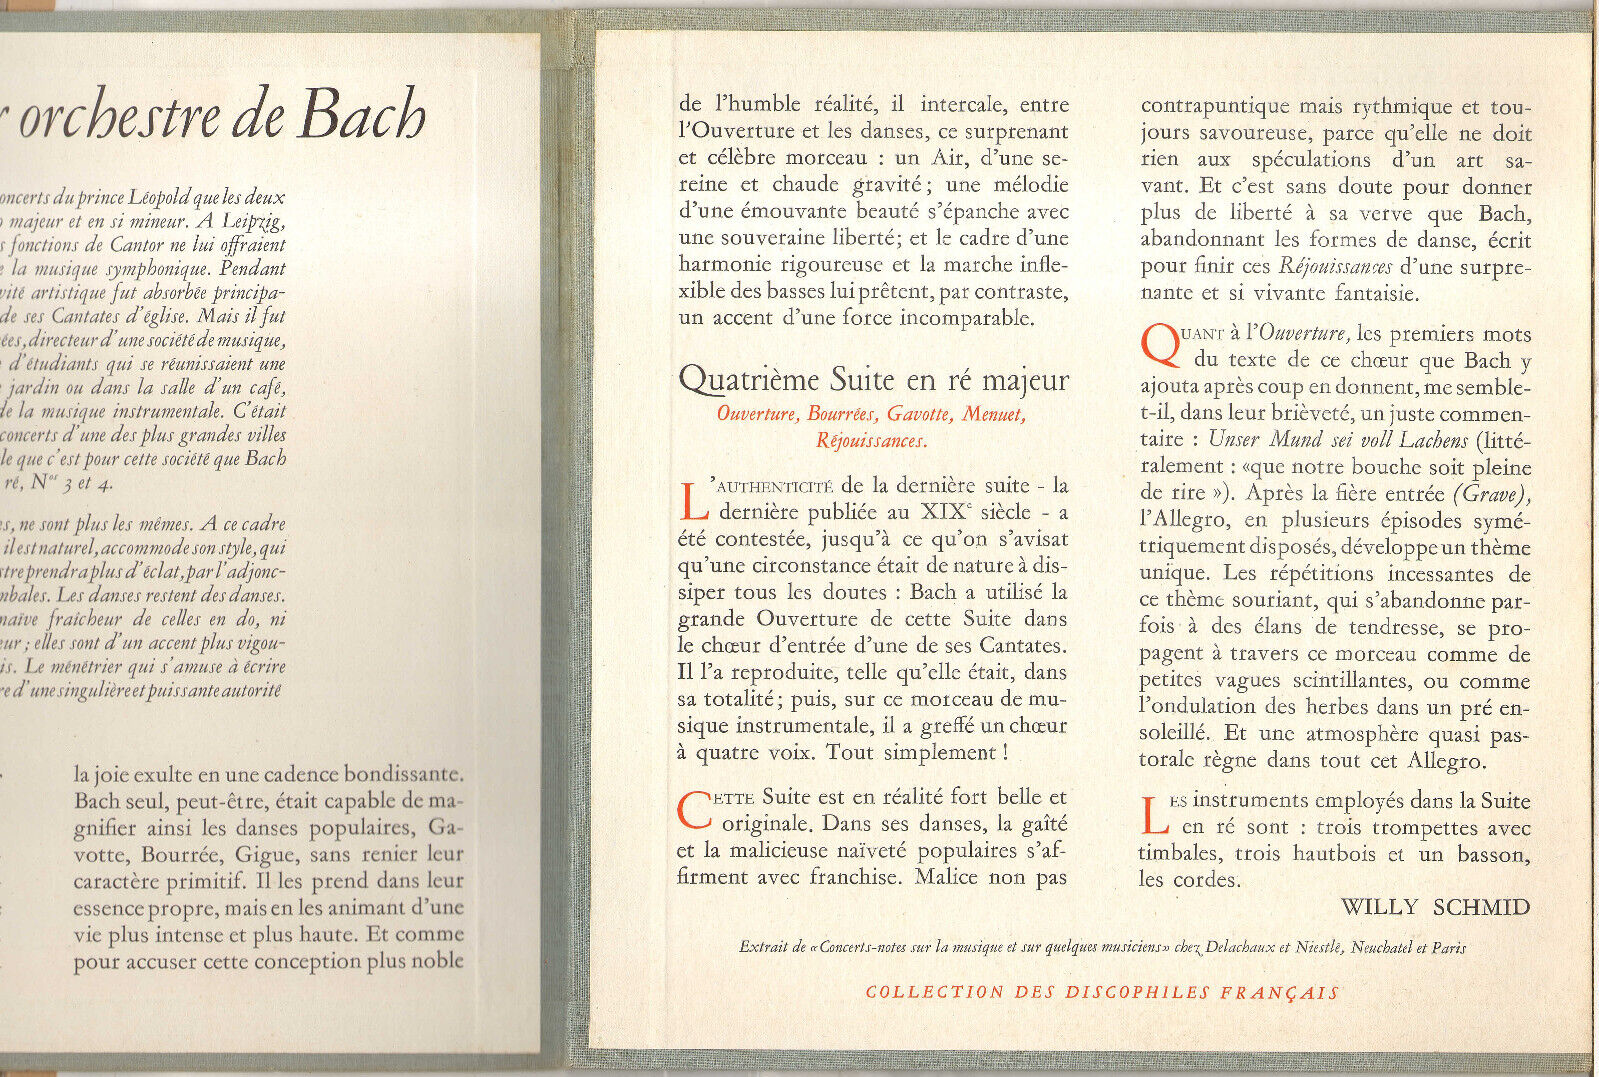 orchestre de Bach
concerts du prince Léopold que les deux
majeur et en si mineur. A Leipzig,
fonctions de Cantor ne lui offraient
la musique symphonique. Pendant
artistique fut absorbée principa-
de ses Cantates d'église. Mais il fut
directeur d'une société de musique,
d'étudiants qui se réunissaient une
jardin ou dans la salle d'un café,
de la musique instrumentale. C'était
concerts d'une des plus grandes villes
que c'est pour cette société que Bach
ré, Nos 3 et 4.
ne sont plus les mêmes. A ce cadre
il est naturel, accommode son style, qui
prendra plus d'éclat, par l'adjonc-
Les danses restent des danses.
naïve fraîcheur de celles en do, ni
elles sont d'un accent plus vigou-
Le ménétrier qui s'amuse à écrire
d'une singulière et puissante autorité
la joie exulte en une cadence bondissante.
Bach seul, peut-être, était capable de ma-
gnifier ainsi les danses populaires, Ga-
votte, Bourrée, Gigue, sans renier leur
caractère primitif. Il les prend dans leur
essence propre, mais en les animant d'une
vie plus intense et plus haute. Et comme
pour accuser cette conception plus noble
de l'humble réalité, il intercale, entre
l'Ouverture et les danses, ce surprenant
et célèbre morceau : un Air, d'une se-
reine et chaude gravité ; une mélodie
d'une émouvante beauté s'épanche avec
une souveraine liberté; et le cadre d'une
harmonie rigoureuse et la marche infle-
xible des basses lui prêtent, par contraste,
un accent d'une force incomparable.
Quatrième Suite en ré majeur
Ouverture, Bourrées, Gavotte, Menuet,
Réjouissances.
L'AUTHENTICITÉ de la dernière suite - la
dernière publiée au XIXe siècle - a
été contestée, jusqu'à ce qu'on s'avisat
qu'une circonstance était de nature à dis-
siper tous les doutes : Bach a utilisé la
grande Ouverture de cette Suite dans
le chœur d'entrée d'une de ses Cantates.
Il l'a reproduite, telle qu'elle était, dans
sa totalité ; puis, sur ce morceau de mu-
sique instrumentale, il a greffé un chœur
à quatre voix. Tout simplement !
CETTE Suite est en réalité fort belle et
originale. Dans ses danses, la gaîté
et la malicieuse naïveté populaires s'af-
firment avec franchise. Malice non pas
contrapuntique mais rythmique et tou-
jours savoureuse, parce qu'elle ne doit
rien aux spéculations d'un art sa-
vant. Et c'est sans doute pour donner
plus de liberté à sa verve que Bach,
abandonnant les formes de danse, écrit
pour finir ces Réjouissances d'une surpre-
nante et si vivante fantaisie.
QUANT à l'Ouverture, les premiers mots
du texte de ce chœur que Bach y
ajouta après coup en donnent, me semble-
t-il, dans leur brièveté, un juste commen-
taire : Unser Mund sei voll Lachens (litté-
ralement : «que notre bouche soit pleine
de rire »). Après la fière entrée (Grave),
l'Allegro, en plusieurs épisodes symé-
triquement disposés, développe un thème
unique. Les répétitions incessantes de
ce thème souriant, qui s'abandonne par-
fois à des élans de tendresse, se pro-
pagent à travers ce morceau comme de
petites vagues scintillantes, ou comme
l'ondulation des herbes dans un pré en-
soleillé. Et une atmosphère quasi pas-
torale règne dans tout cet Allegro.
LES instruments employés dans la Suite
en ré sont : trois trompettes avec
timbales, trois hautbois et un basson,
les cordes.
WILLY SCHMID
Extrait de «Concerts-notes sur la musique et sur quelques musiciens» chez Delachaux et Niestlé, Neuchatel et Paris
COLLECTION DES DISCOPHILES FRANÇAIS